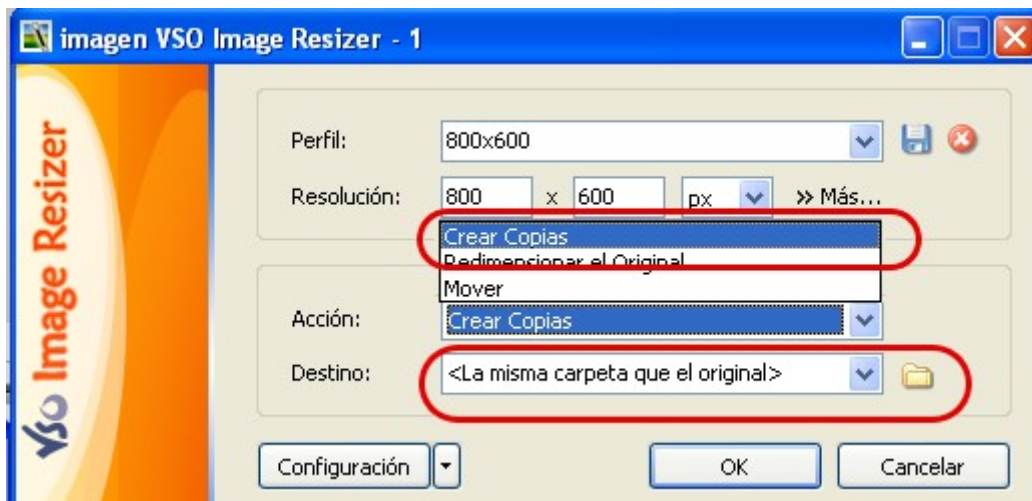 imagen VSO Image Resizer - 1
VSO Image Resizer
Perfil: 800x600
Resolución: 800 x 600 px » Más...
Crear Copias
Redimensionar el Original
Mover
Acción: Crear Copias
Destino: <La misma carpeta que el original>
Configuración OK Cancelar